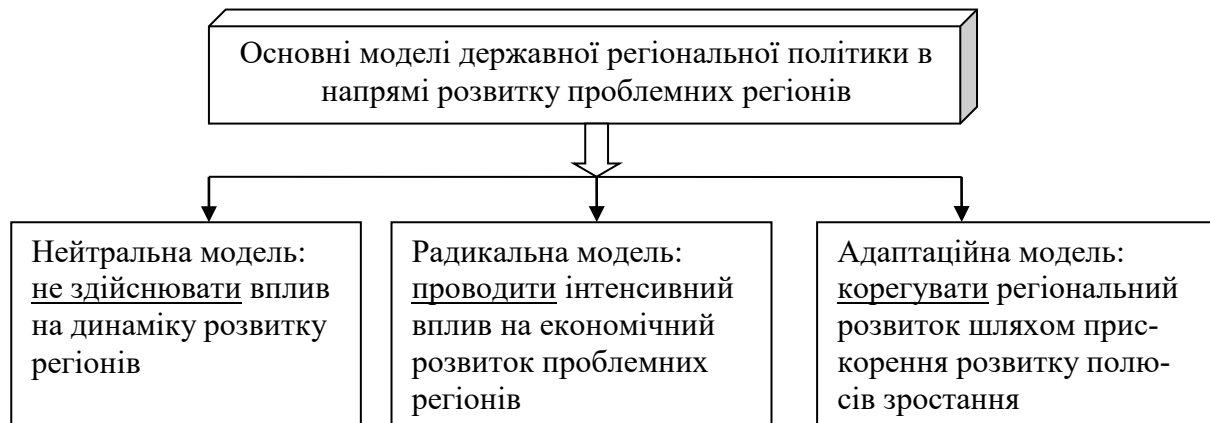 Основні моделі державної регіональної політики в
напрямі розвитку проблемних регіонів
Нейтральна модель:
не здійснювати вплив
на динаміку розвитку
регіонів
Радикальна модель:
проводити інтенсивний
вплив на економічний
розвиток проблемних
регіонів
Адаптаційна модель:
корегувати регіональний
розвиток шляхом прис-
корення розвитку полю-
сів зростання